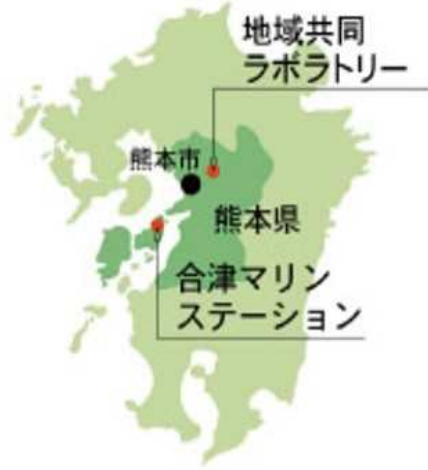 地域共同
ラボラトリー
熊本市
熊本県
合津マリン
ステーション